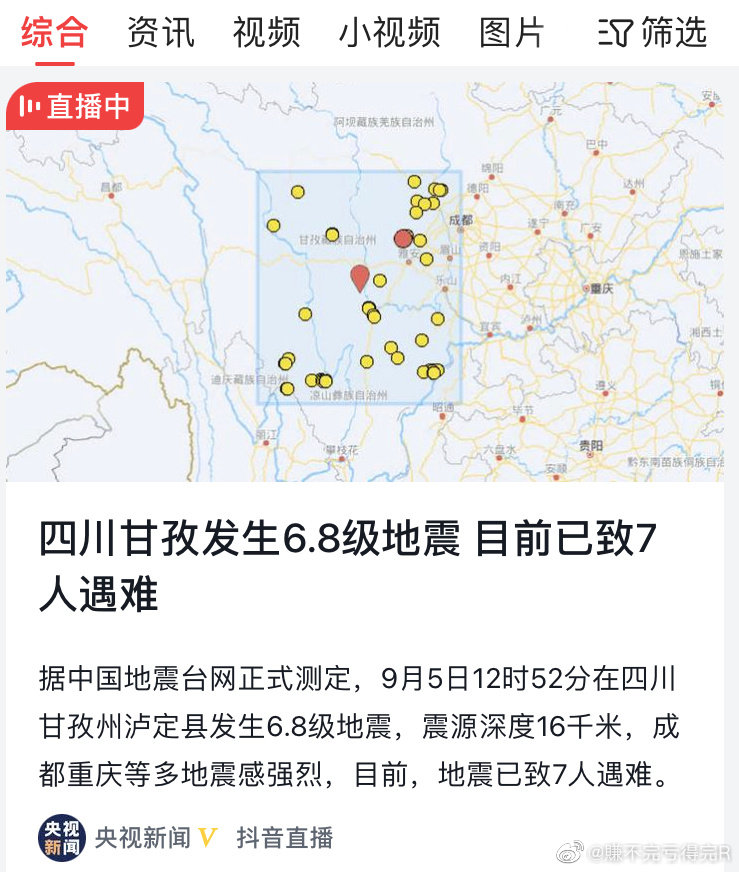 综合 资讯 视频 小视频 图片 筛选
直播中
阿坝藏族羌族自治州
广元
巴中
昌都
绵阳
德阳
达州
南充
成都
遂宁
广安
甘孜藏族自治州
雅安
眉山
资阳
恩施土家
乐山
内江
重庆
宜宾
泸州
湘西土
迪庆藏族自治州
凉山彝族自治州
昭通
遵义
毕节
丽江
攀枝花
六盘水
贵阳
安顺
黔东南苗族侗族自治
四川甘孜发生6.8级地震 目前已致7
人遇难
据中国地震台网正式测定，9月5日12时52分在四川
甘孜州泸定县发生6.8级地震，震源深度16千米，成
都重庆等多地震感强烈，目前，地震已致7人遇难。
央视
新闻
央视新闻 V 抖音直播
@赚不完亏得完R